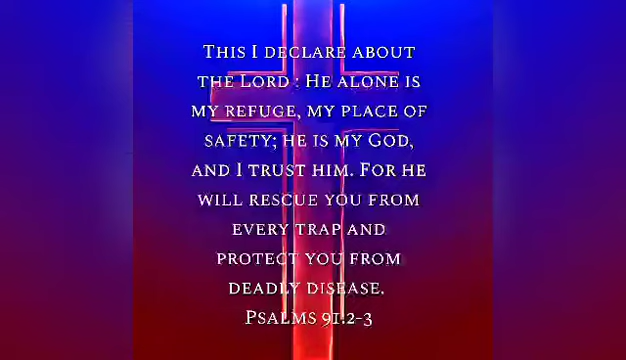 This I declare about
the Lord : He alone is
my refuge, my place of
safety; he is my God,
and I trust him. For he
will rescue you from
every trap and
protect you from
deadly disease.
Psalms 91:2-3